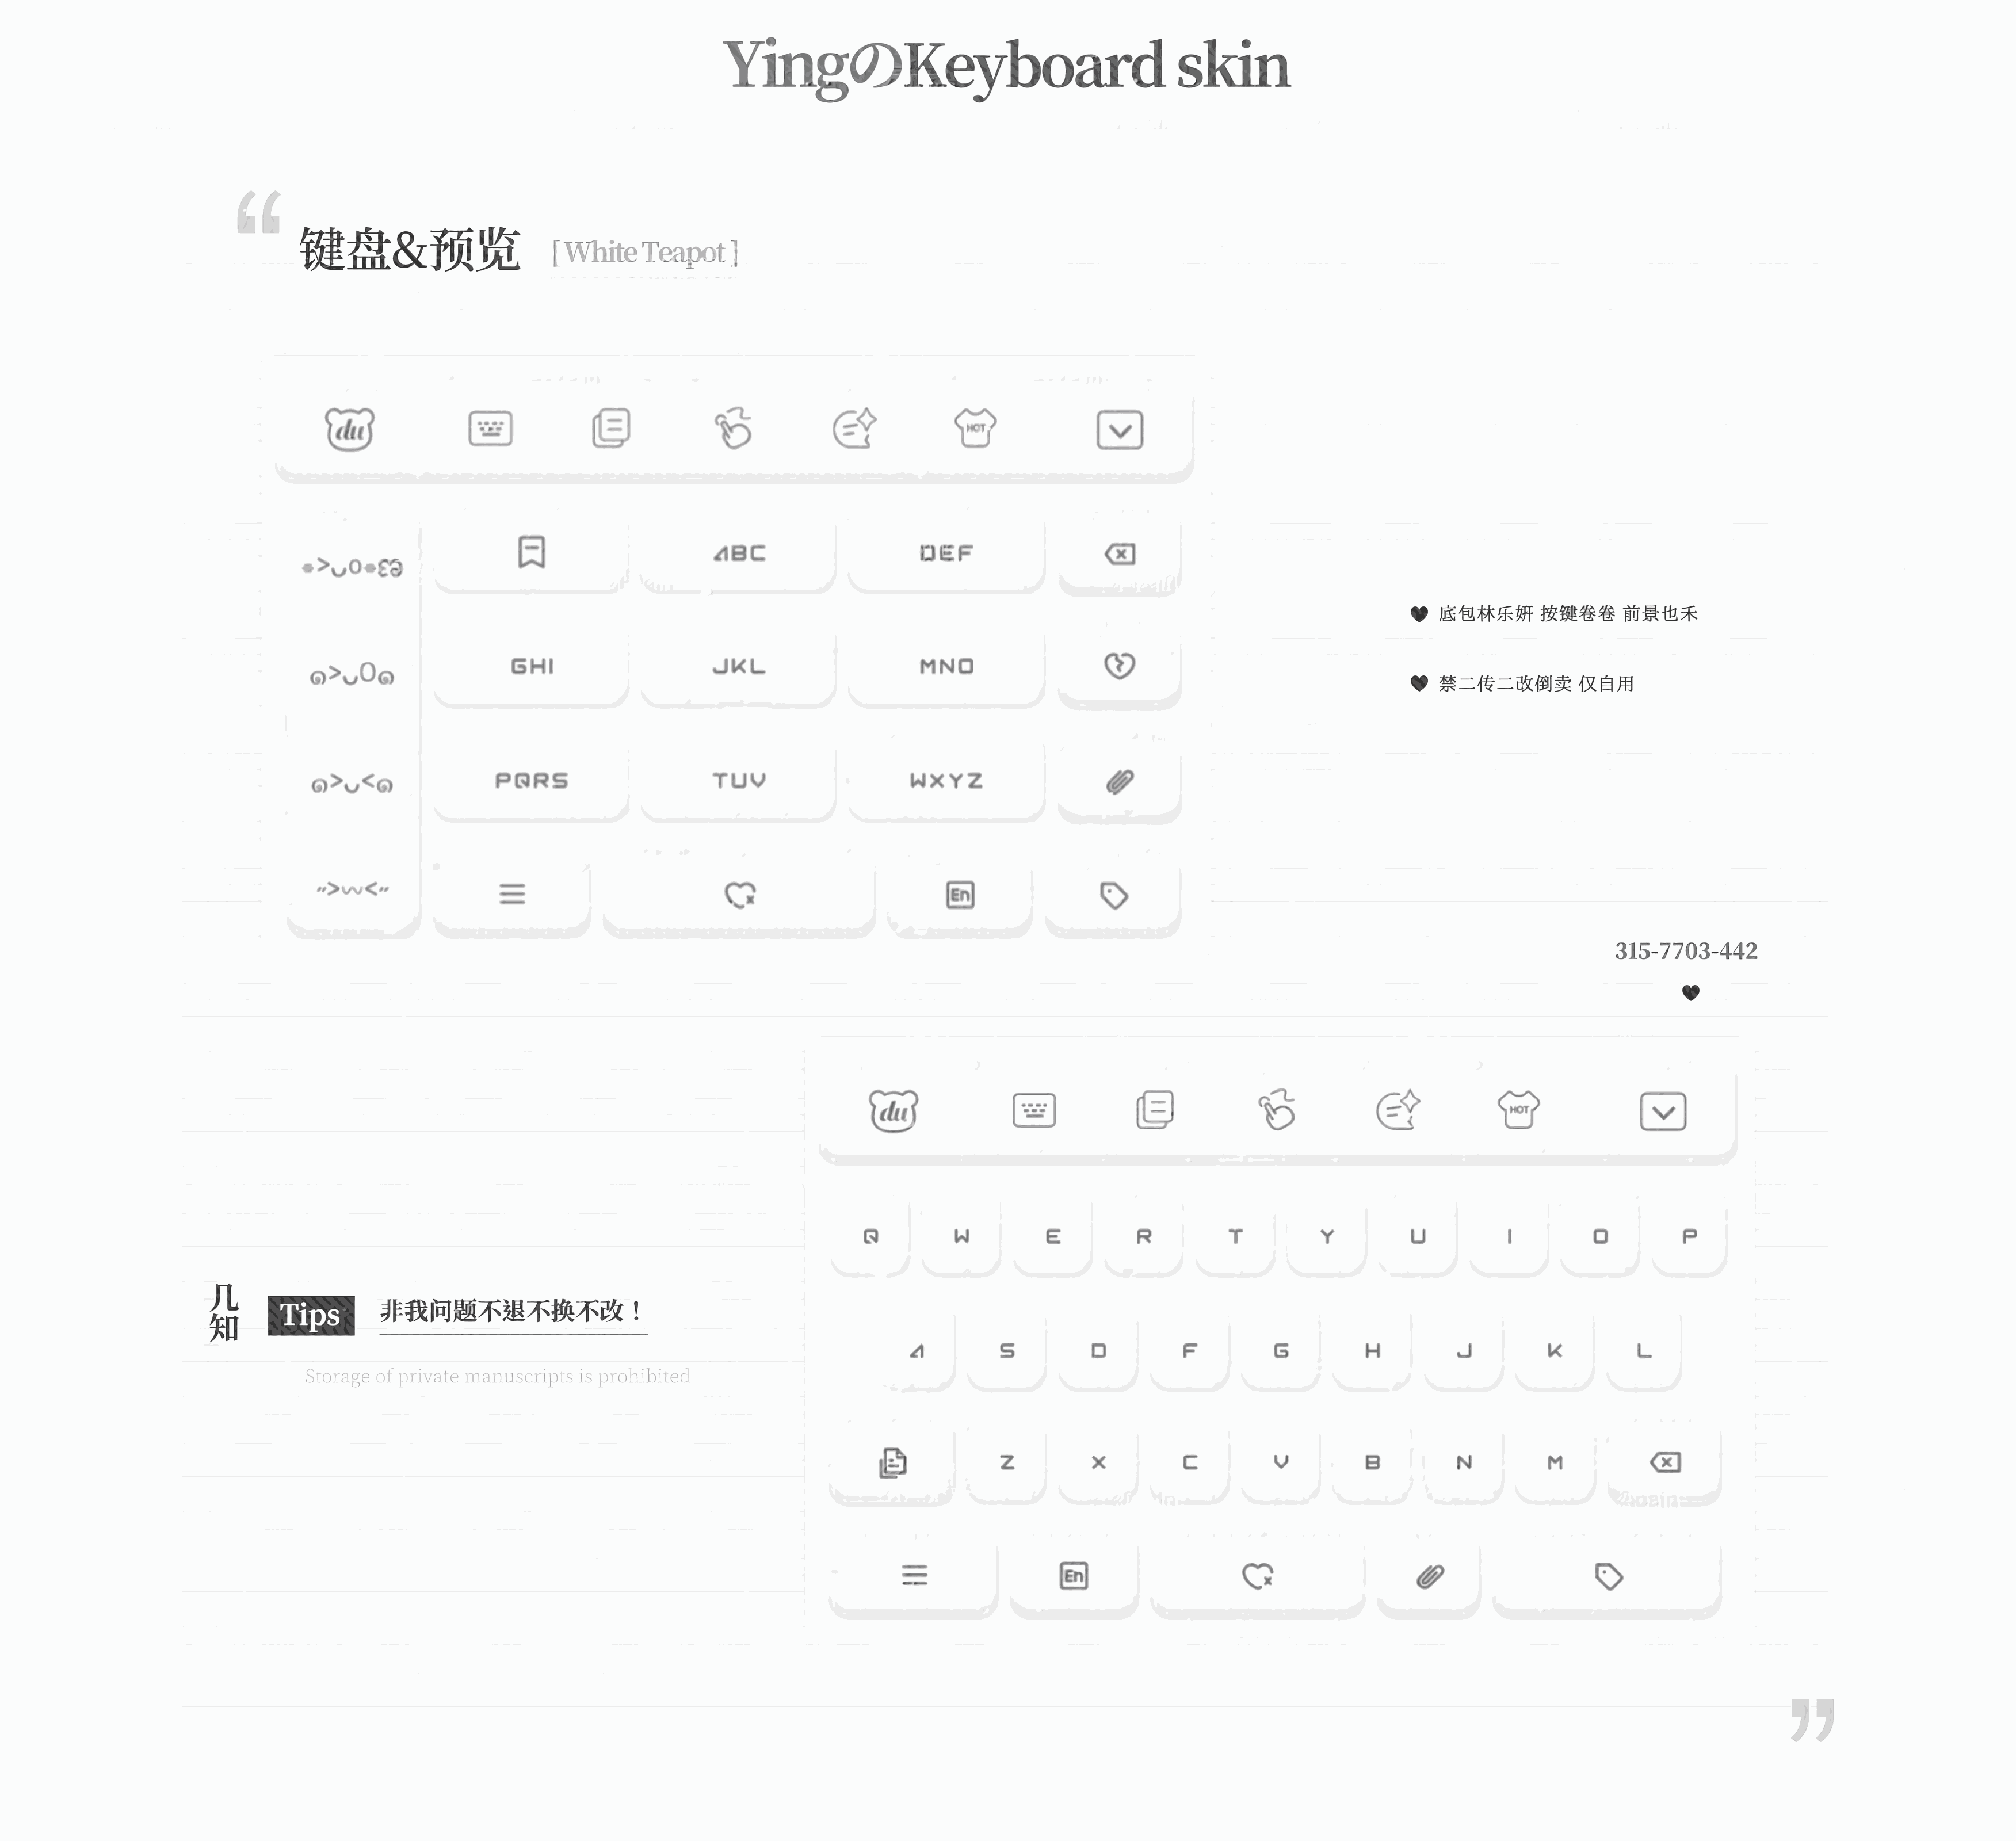 YingのKeyboard skin
键盘&预览 [ White Teapot ]
du HOT
ABC DEF
GHI JKL MNO
PQRS TUV WXYZ
En
♥ 底包林乐妍 按键卷卷 前景也禾
♥ 禁二传二改倒卖 仅自用
315-7703-442
du HOT
Q W E R T Y U I O P
A S D F G H J K L
Z X C V B N M
En
几知
Tips 非我问题不退不换不改！
Storage of private manuscripts is prohibited